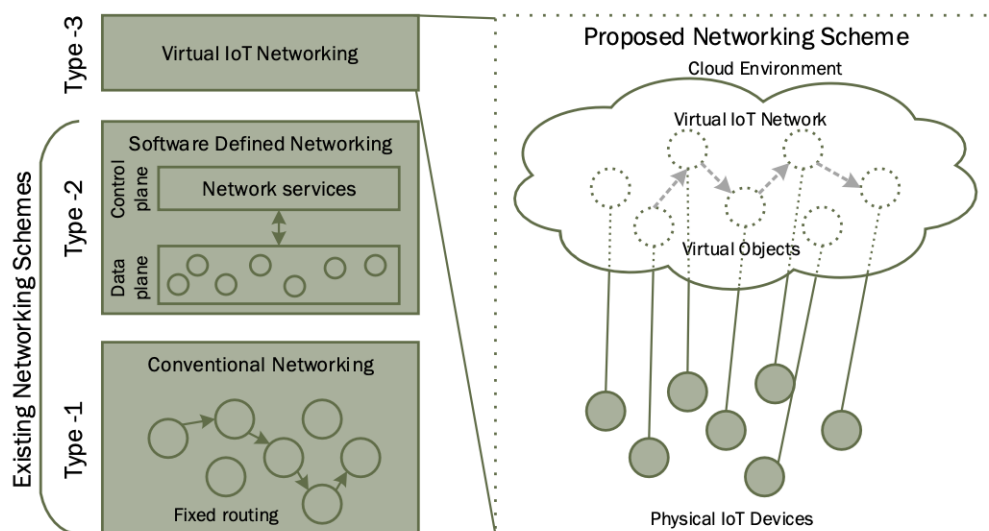 Existing Networking Schemes
Type -3
Virtual IoT Networking
Type -2
Software Defined Networking
Control
plane
Network services
Data
plane
Type -1
Conventional Networking
Fixed routing
Proposed Networking Scheme
Cloud Environment
Virtual IoT Network
Virtual Objects
Physical IoT Devices